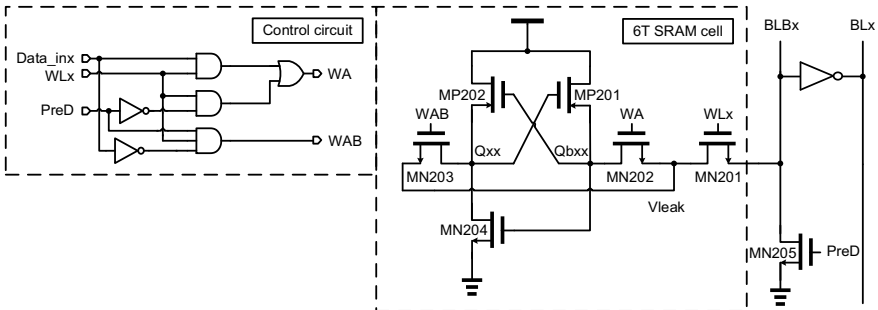 Control circuit
Data_inx
WLx
PreD
WA
WAB
6T SRAM cell
MP202
MP201
WAB
WA
WLx
Qxx
Qbxx
MN203
MN202
MN201
Vleak
MN204
BLBx
BLx
MN205
PreD